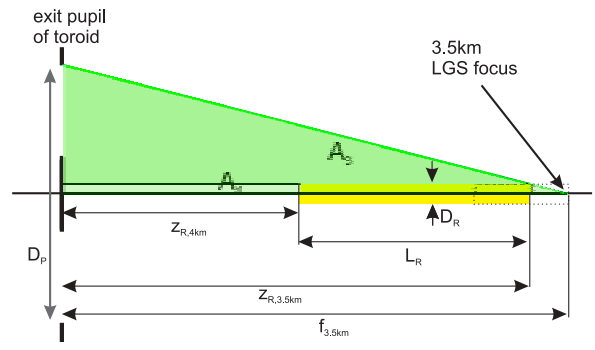 exit pupil
of toroid
3.5km
LGS focus
A
A
D_R
z_R,4km
D_P
L_R
z_R,3.5km
f_3.5km